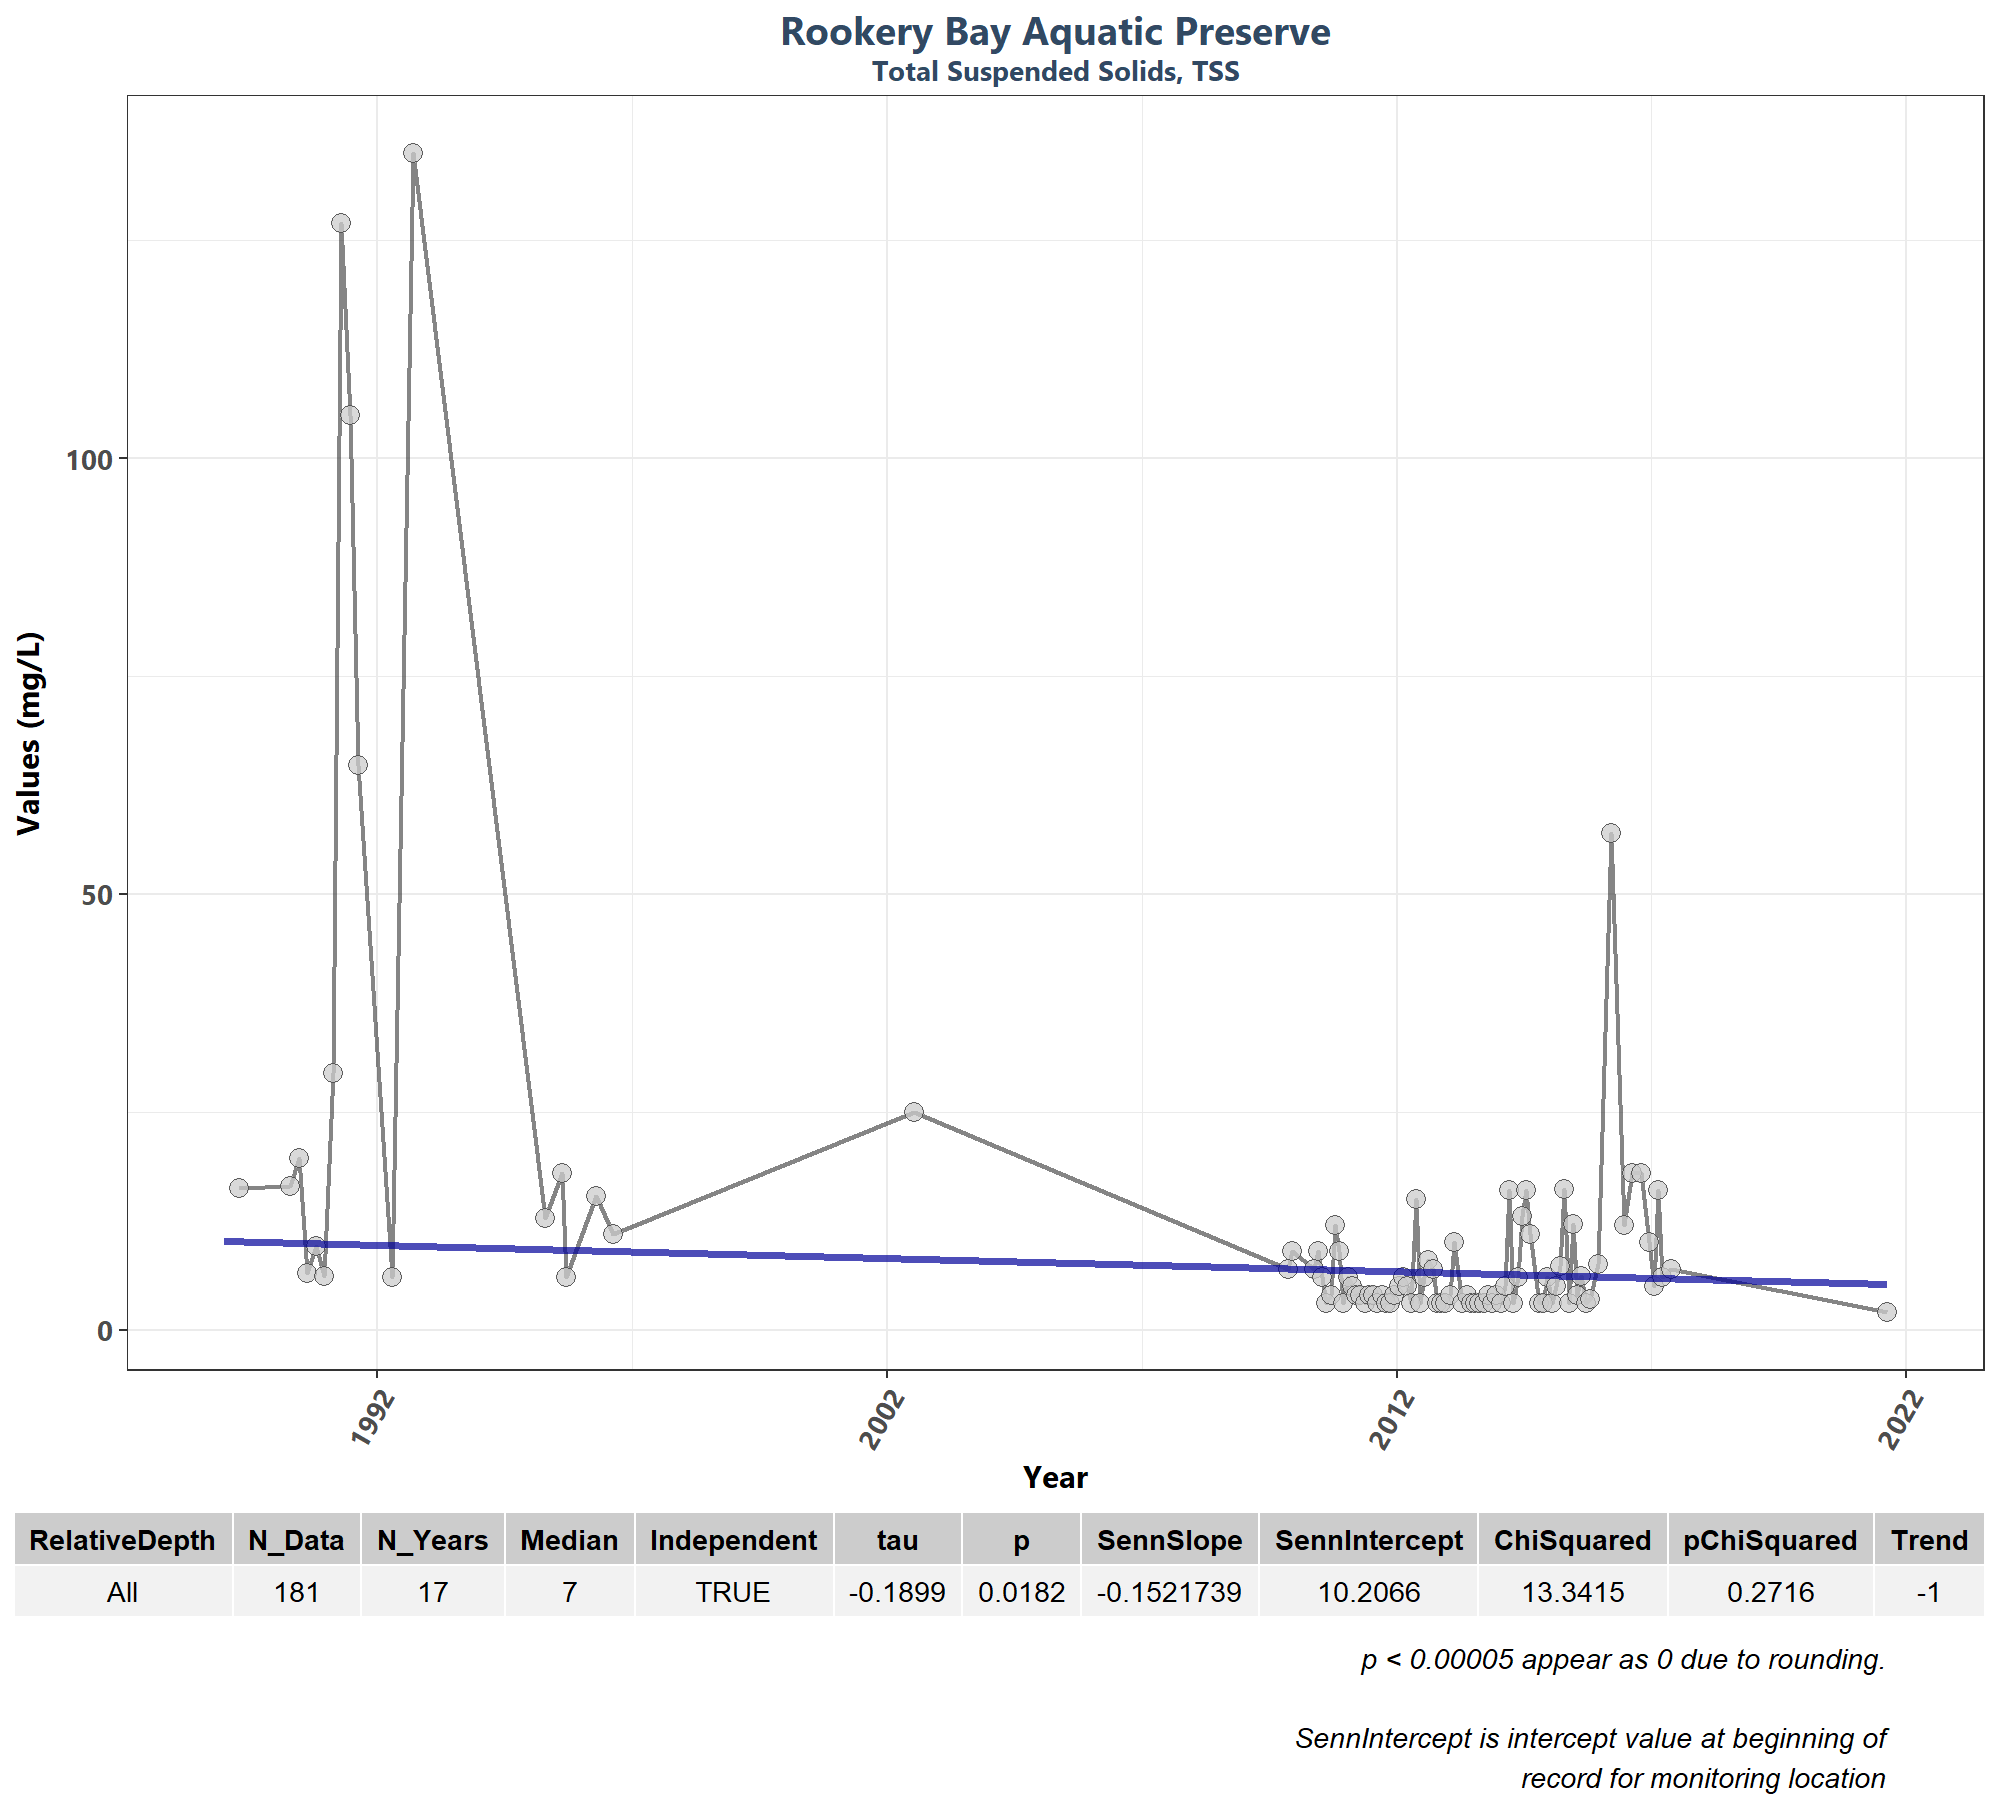 Rookery Bay Aquatic Preserve
Total Suspended Solids, TSS
Values (mg/L)
100
50
0
1992
2002
2012
2022
Year
RelativeDepth N_Data N_Years Median Independent tau p SennSlope SennIntercept ChiSquared pChiSquared Trend
All 181 17 7 TRUE -0.1899 0.0182 -0.1521739 10.2066 13.3415 0.2716 -1
p < 0.00005 appear as 0 due to rounding.
SennIntercept is intercept value at beginning of
record for monitoring location